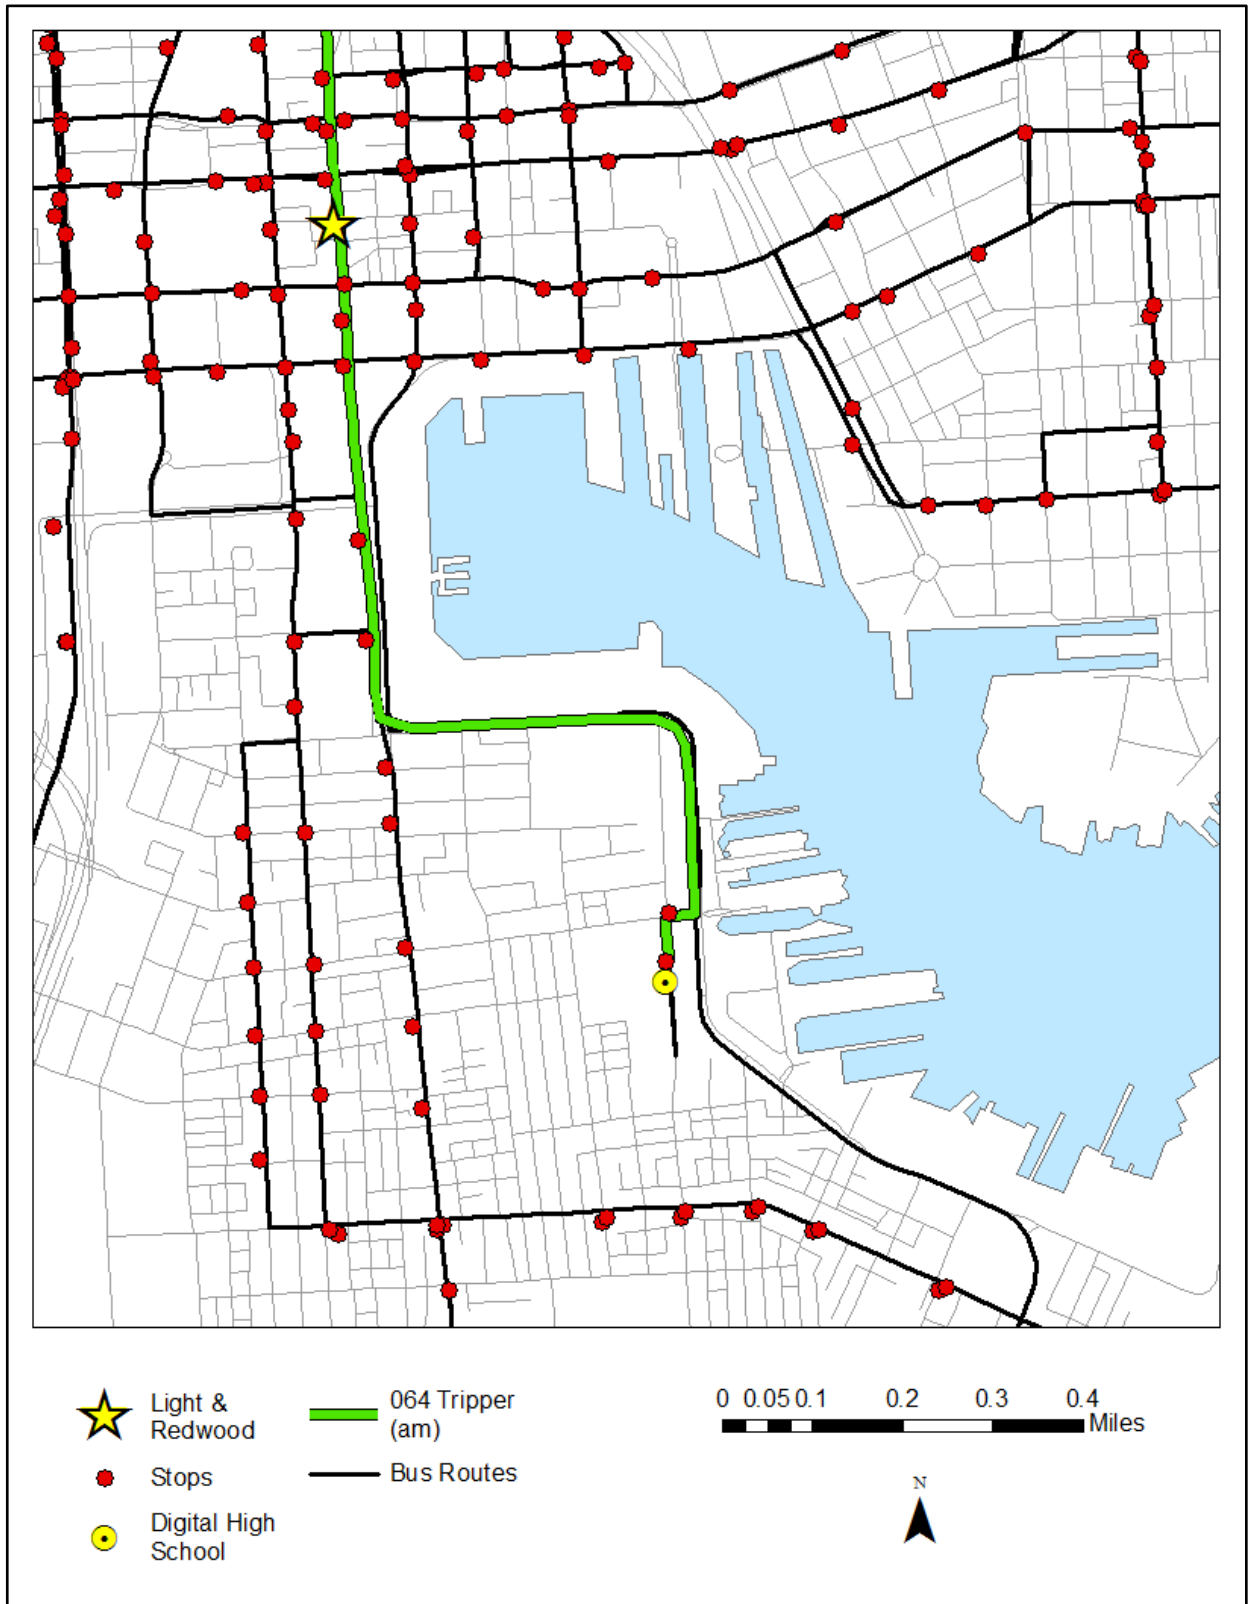 Light &
Redwood
064 Tripper
(am)
0 0.05 0.1 0.2 0.3 0.4
Miles
Stops
Bus Routes
N
Digital High
School